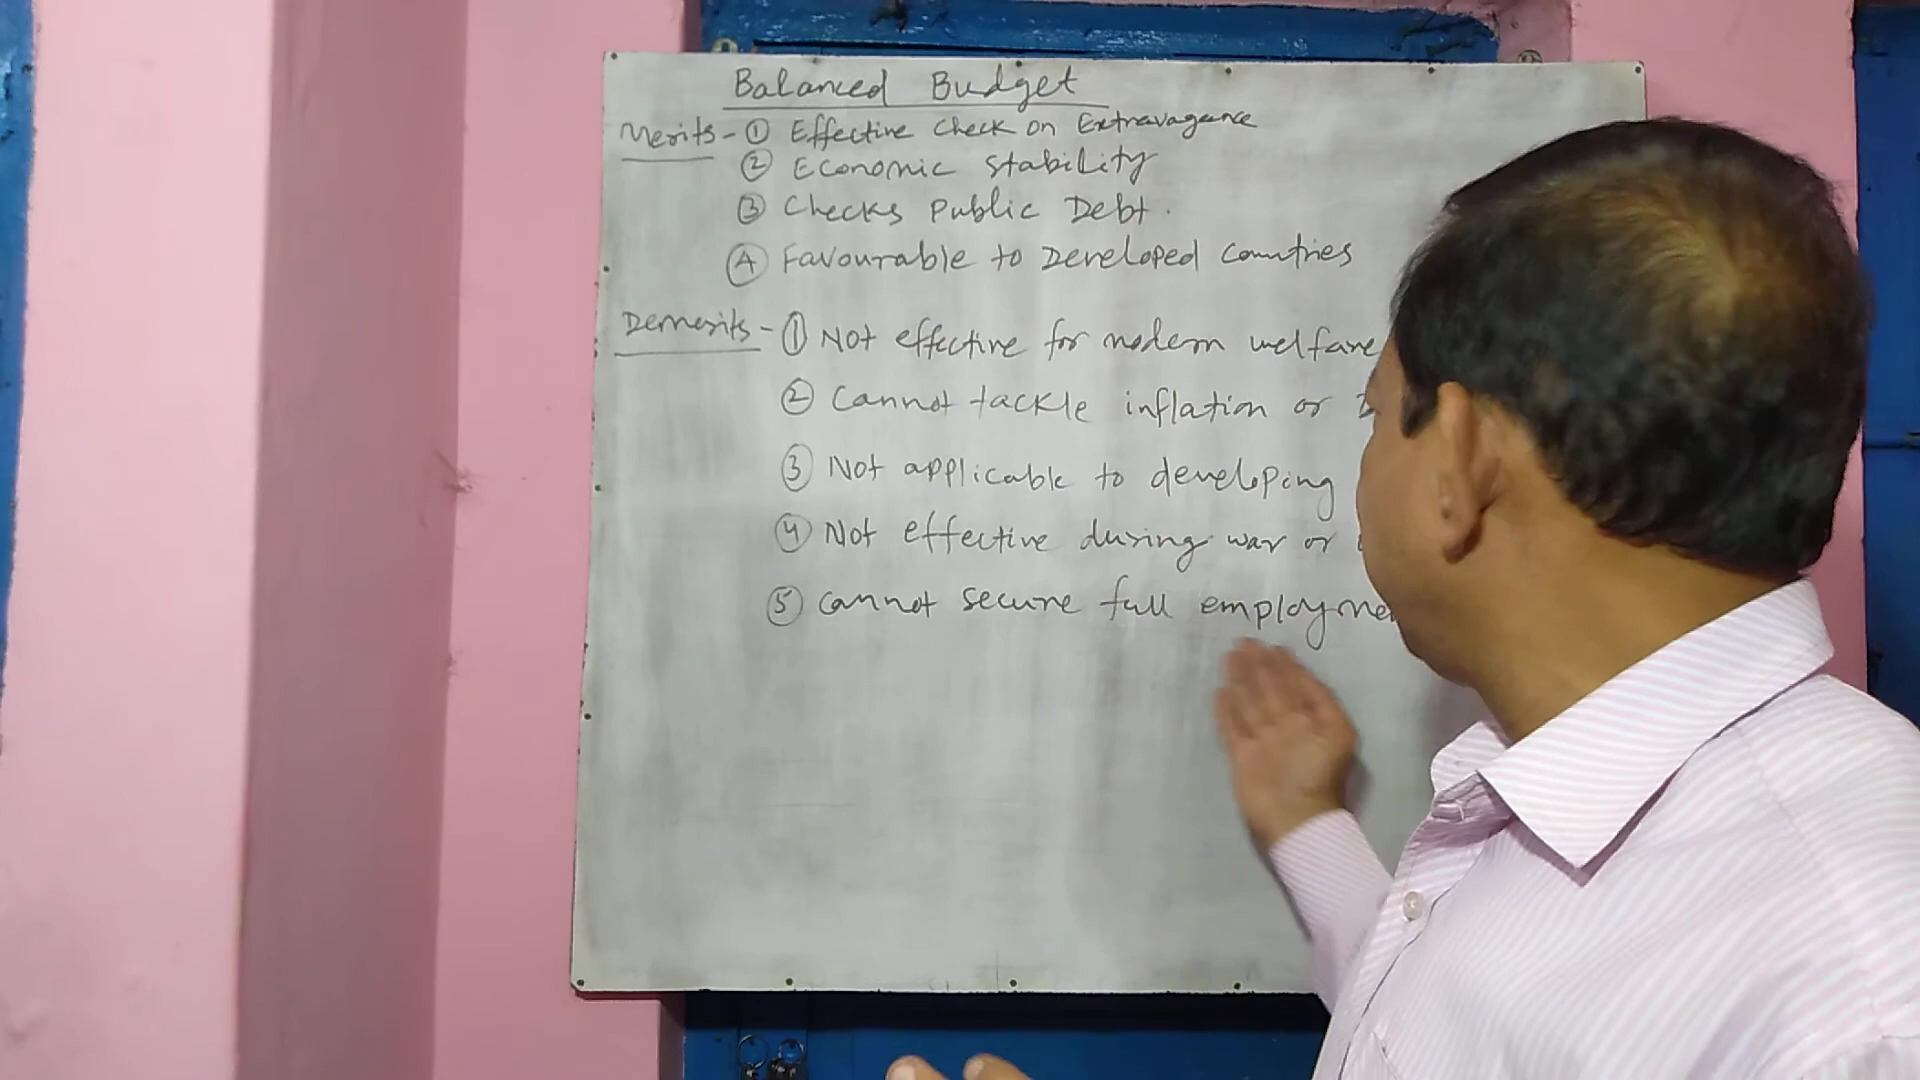 Balanced Budget
Merits - ① Effective Check on Extravagance
② Economic Stability
③ Checks Public Debt.
④ Favourable to Developed Countries
Demerits - ① Not effective for modern welfare
② Cannot tackle inflation or
③ Not applicable to developing
④ Not effective during war or
⑤ Cannot secure full